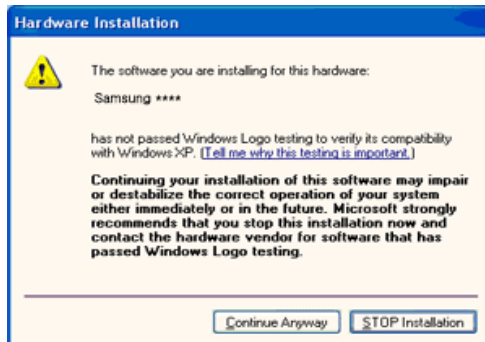 Hardware Installation
The software you are installing for this hardware:
Samsung ****
has not passed Windows Logo testing to verify its compatibility
with Windows XP. (Tell me why this testing is important.)
Continuing your installation of this software may impair
or destabilize the correct operation of your system
either immediately or in the future. Microsoft strongly
recommends that you stop this installation now and
contact the hardware vendor for software that has
passed Windows Logo testing.
Continue Anyway
STOP Installation